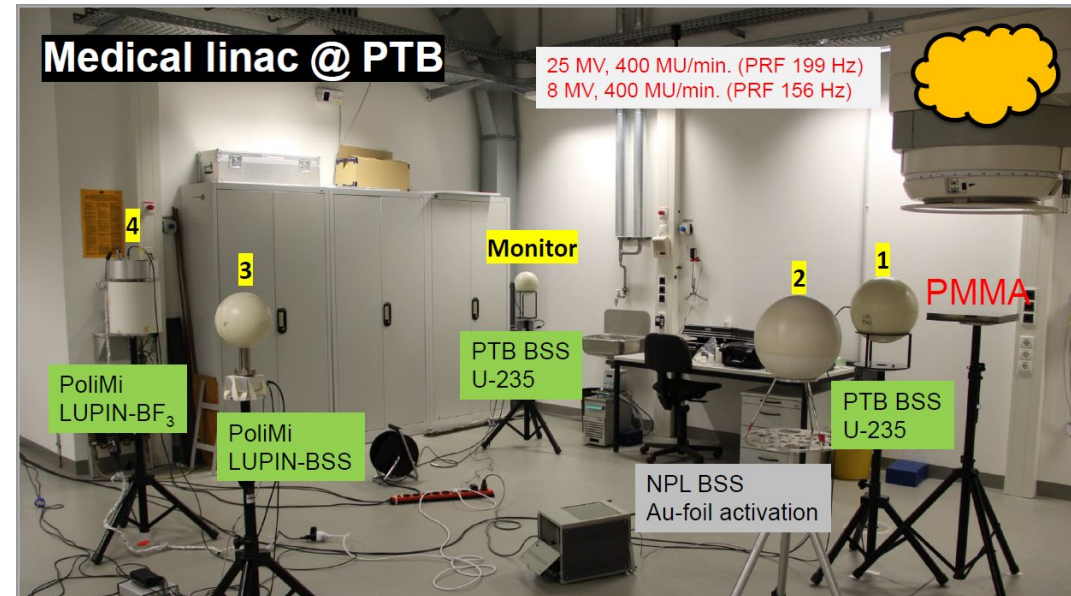 Medical linac @ PTB
25 MV, 400 MU/min. (PRF 199 Hz)
8 MV, 400 MU/min. (PRF 156 Hz)
4
3
Monitor
2
1
PMMA
PoliMi
LUPIN-BF₃
PoliMi
LUPIN-BSS
PTB BSS
U-235
PTB BSS
U-235
NPL BSS
Au-foil activation